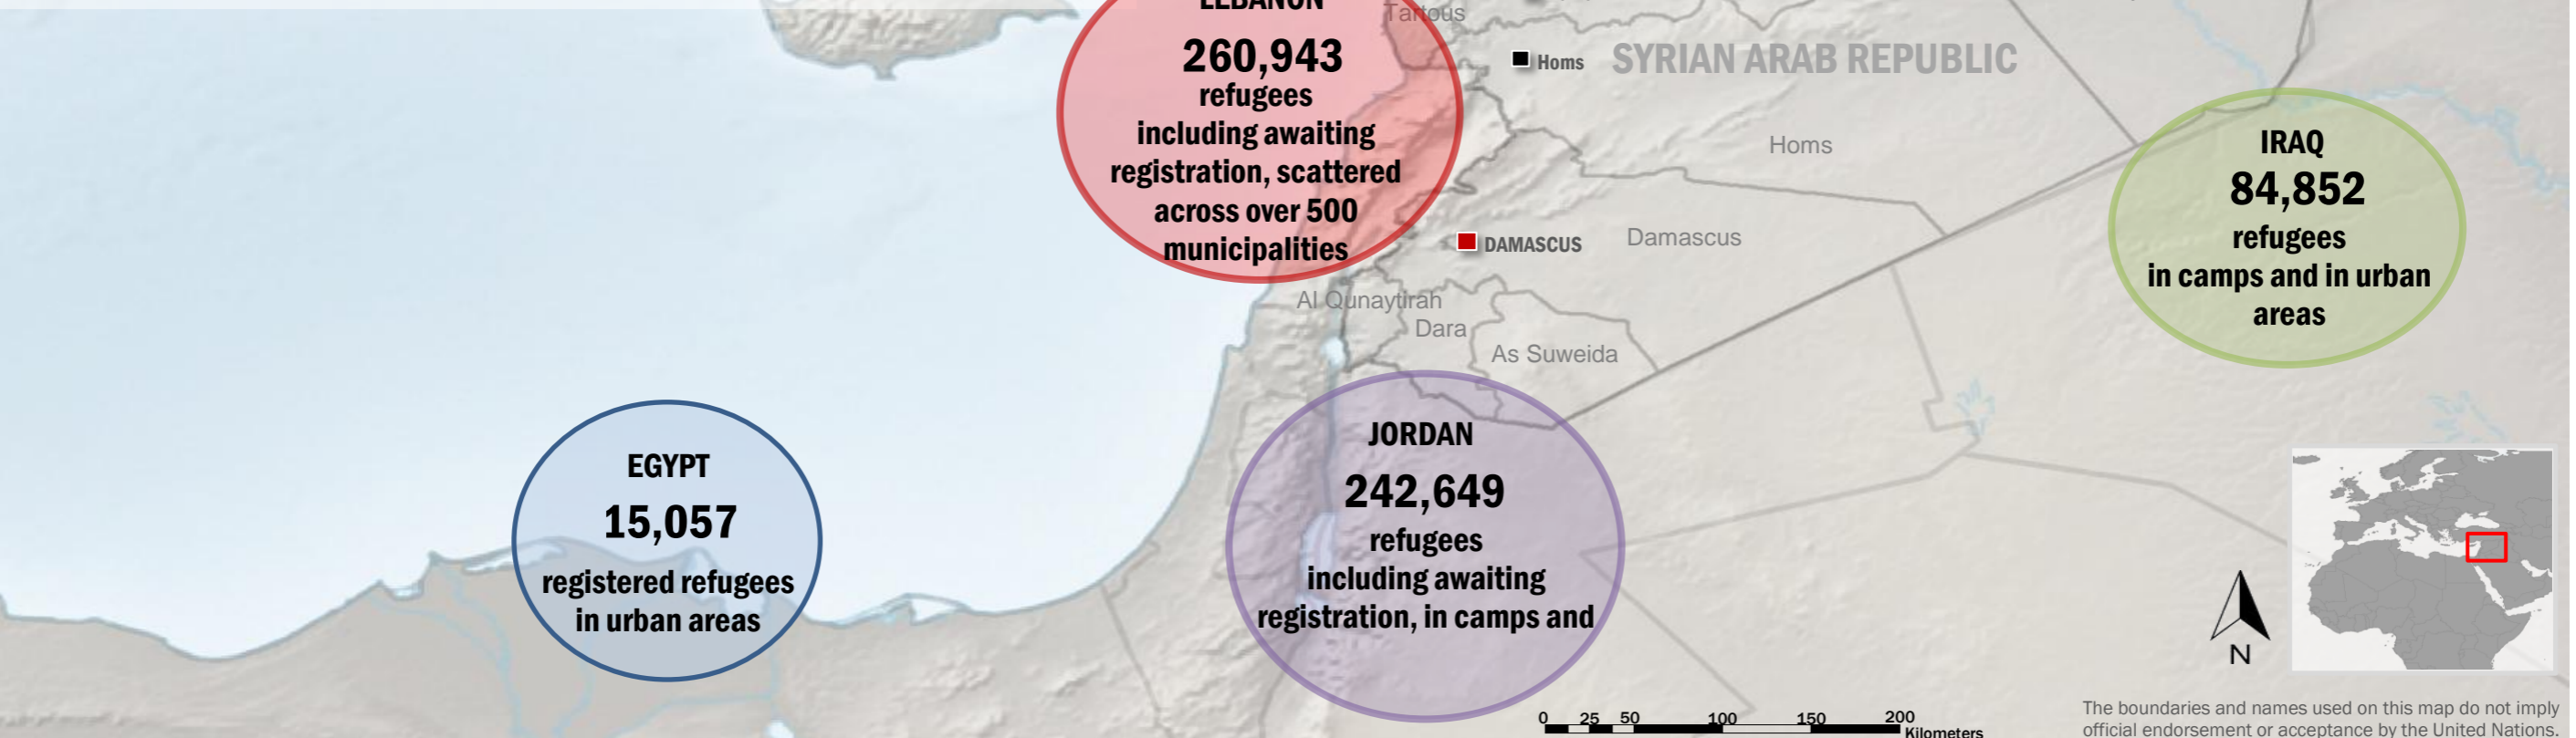 LEBANON
260,943
refugees
including awaiting
registration, scattered
across over 500
municipalities
Tartous
Homs
SYRIAN ARAB REPUBLIC
Homs
DAMASCUS
Damascus
Al Qunaytirah
Dara
As Suweida
IRAQ
84,852
refugees
in camps and in urban
areas
EGYPT
15,057
registered refugees
in urban areas
JORDAN
242,649
refugees
including awaiting
registration, in camps and
N
0 25 50 100 150 200
Kilometers
The boundaries and names used on this map do not imply
official endorsement or acceptance by the United Nations.